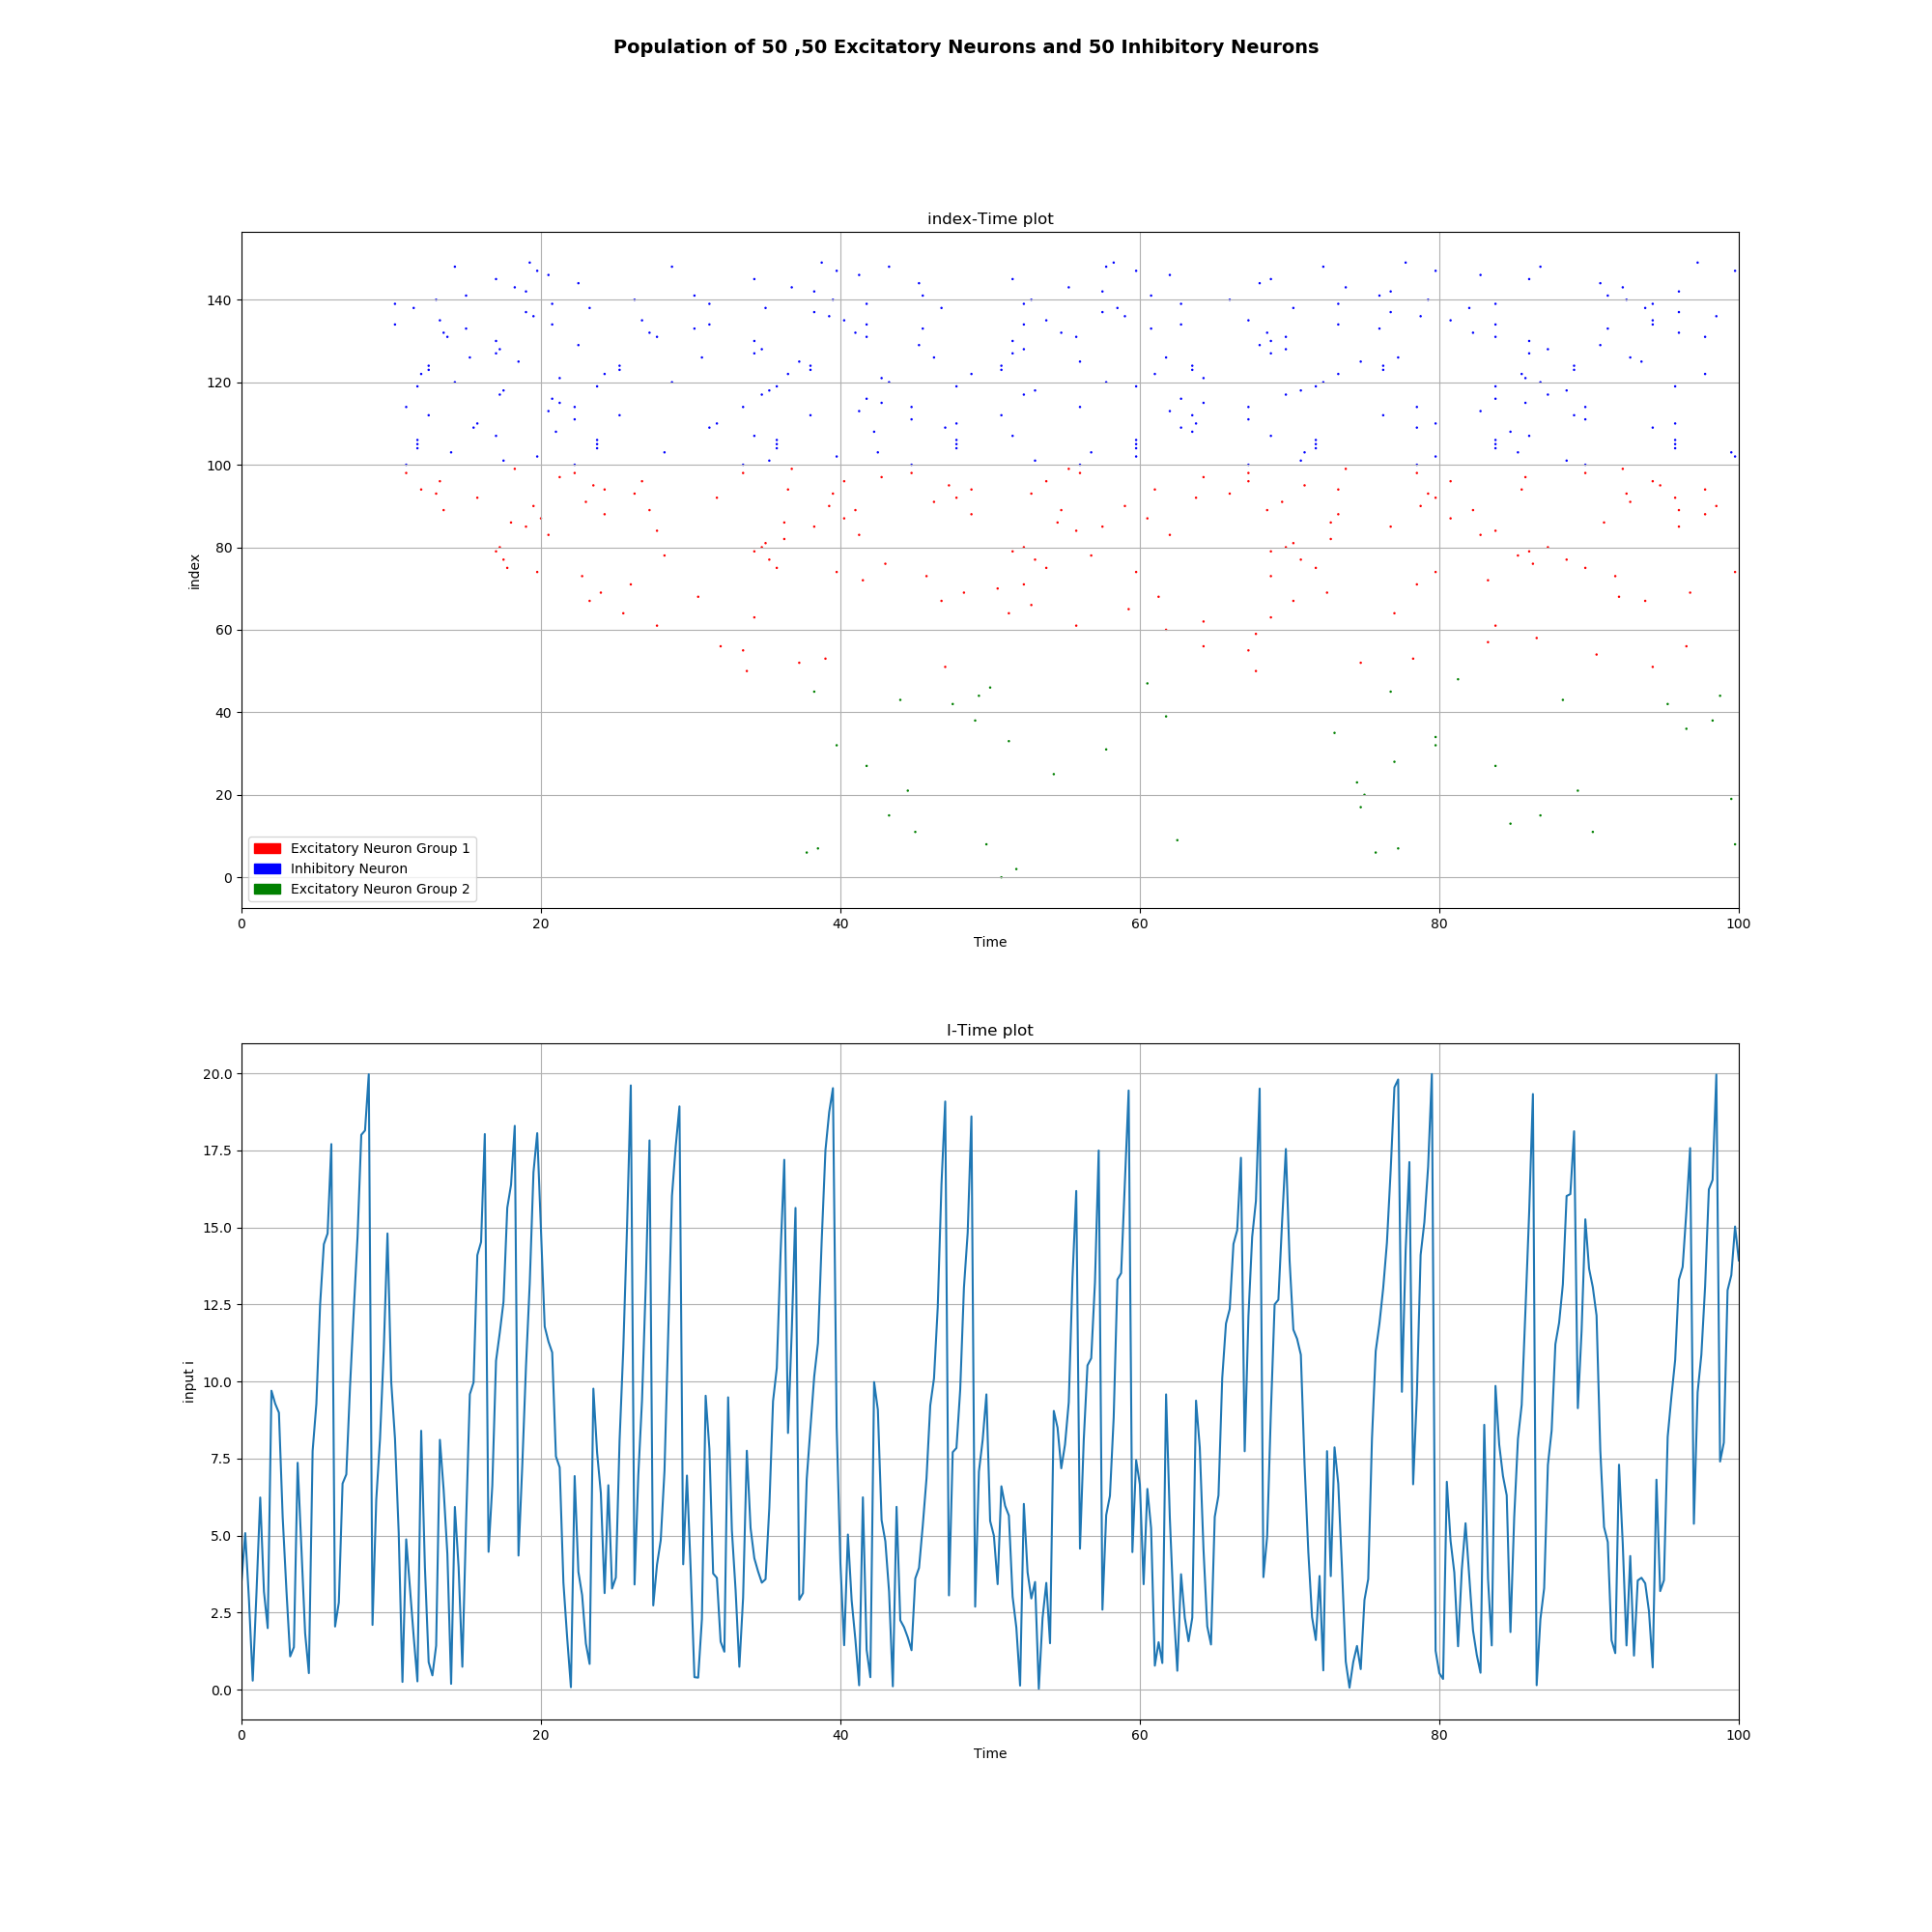 Population of 50 ,50 Excitatory Neurons and 50 Inhibitory Neurons
index-Time plot
140
120
100
80
60
40
20
0
index
Excitatory Neuron Group 1
Inhibitory Neuron
Excitatory Neuron Group 2
0 20 40 60 80 100
Time
I-Time plot
20.0
17.5
15.0
12.5
10.0
7.5
5.0
2.5
0.0
input I
0 20 40 60 80 100
Time